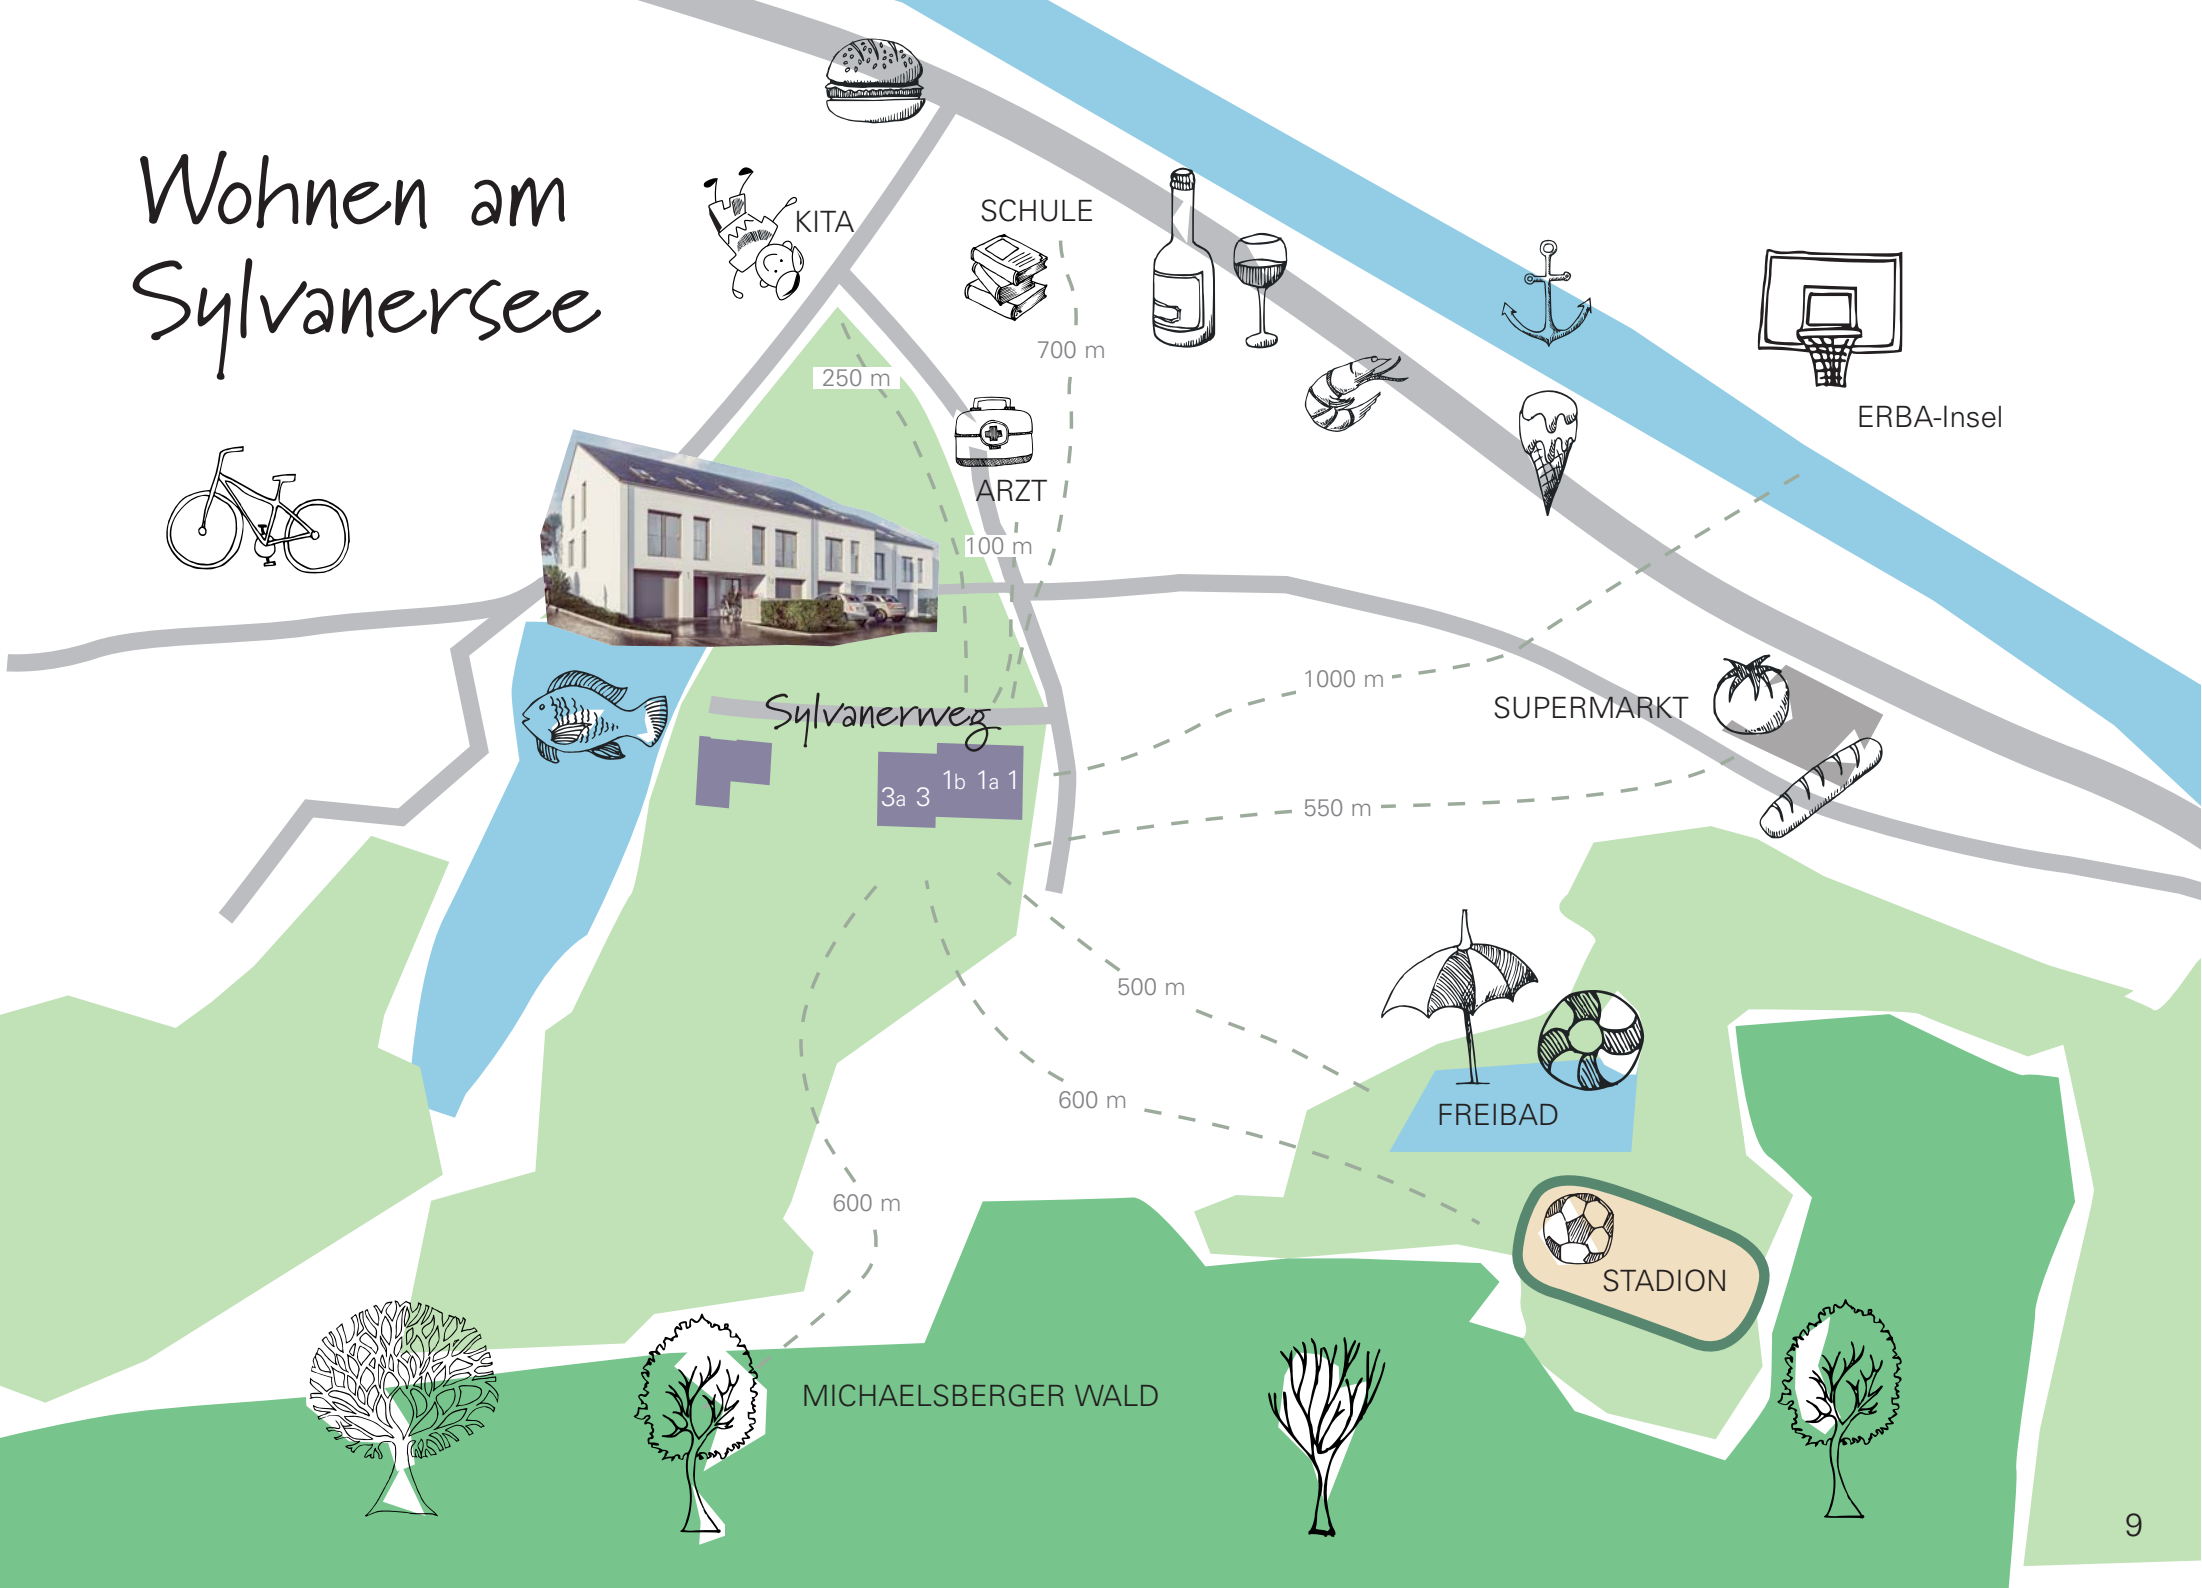 Wohnen am
Sylvanersee
KITA
SCHULE
700 m
250 m
ARZT
100 m
ERBA-Insel
1000 m
SUPERMARKT
Sylvanerweg
3a 3 1b 1a 1
550 m
500 m
600 m
FREIBAD
600 m
STADION
MICHAELSBERGER WALD
9